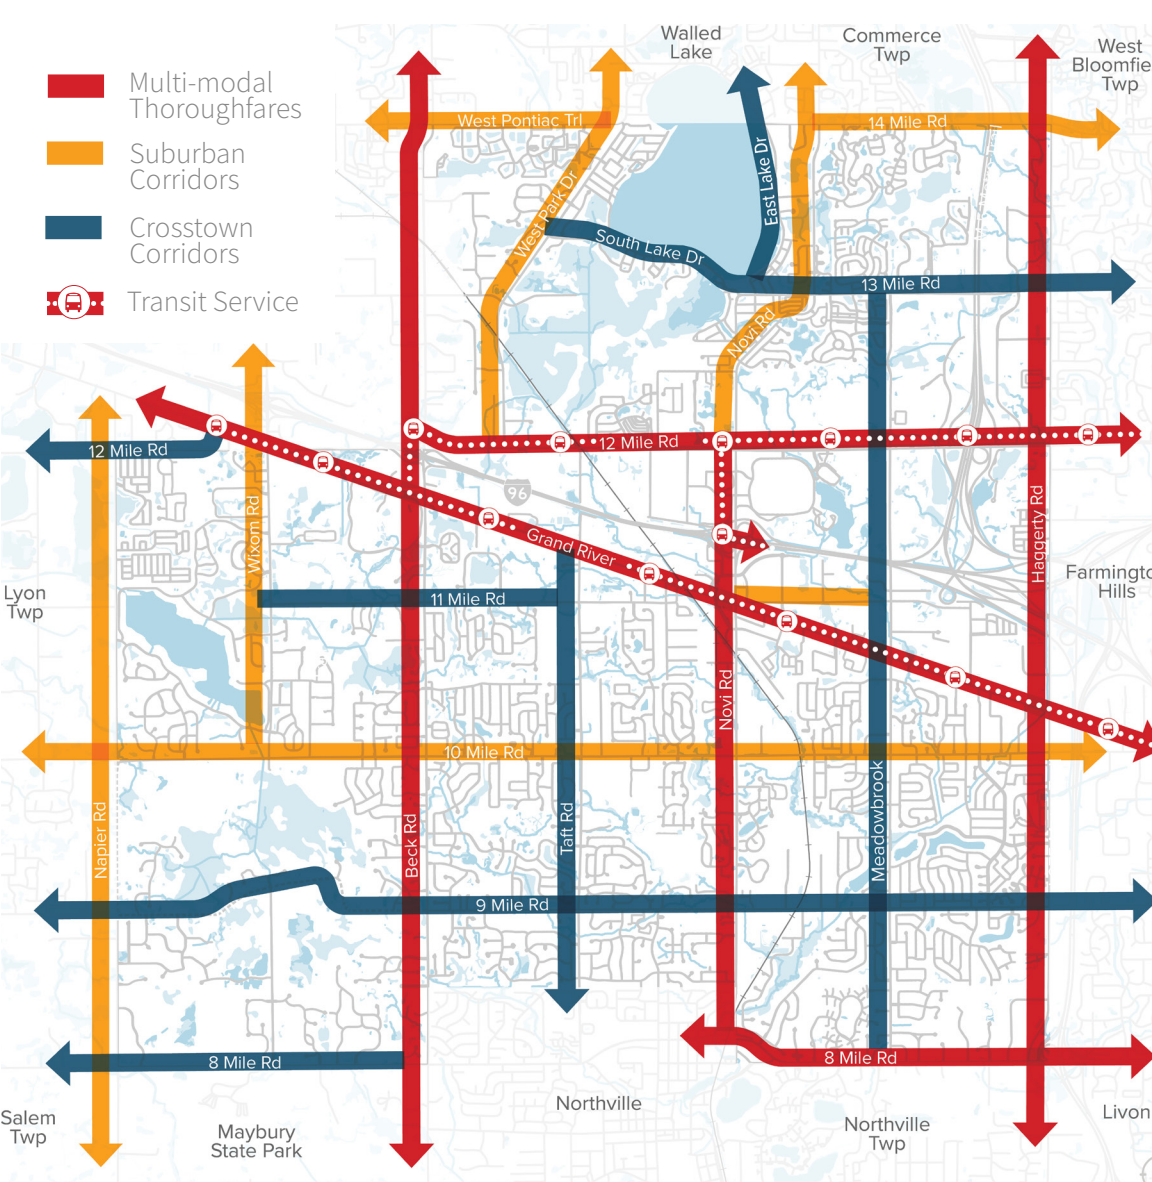 Multi-modal
Thoroughfares
Suburban
Corridors
Crosstown
Corridors
Transit Service
Walled
Lake
Commerce
Twp
West
Bloomfie
Twp
West Pontiac Trl
14 Mile Rd
West Park Dr
East Lake Dr
South Lake Dr
13 Mile Rd
Novi Rd
12 Mile Rd
12 Mile Rd
96
Wixom Rd
Grand River
Haggerty Rd
Lyon
Twp
Farmingto
Hills
11 Mile Rd
Novi Rd
10 Mile Rd
Napier Rd
Beck Rd
Taft Rd
Meadowbrook
9 Mile Rd
8 Mile Rd
8 Mile Rd
Salem
Twp
Maybury
State Park
Northville
Northville
Twp
Livon